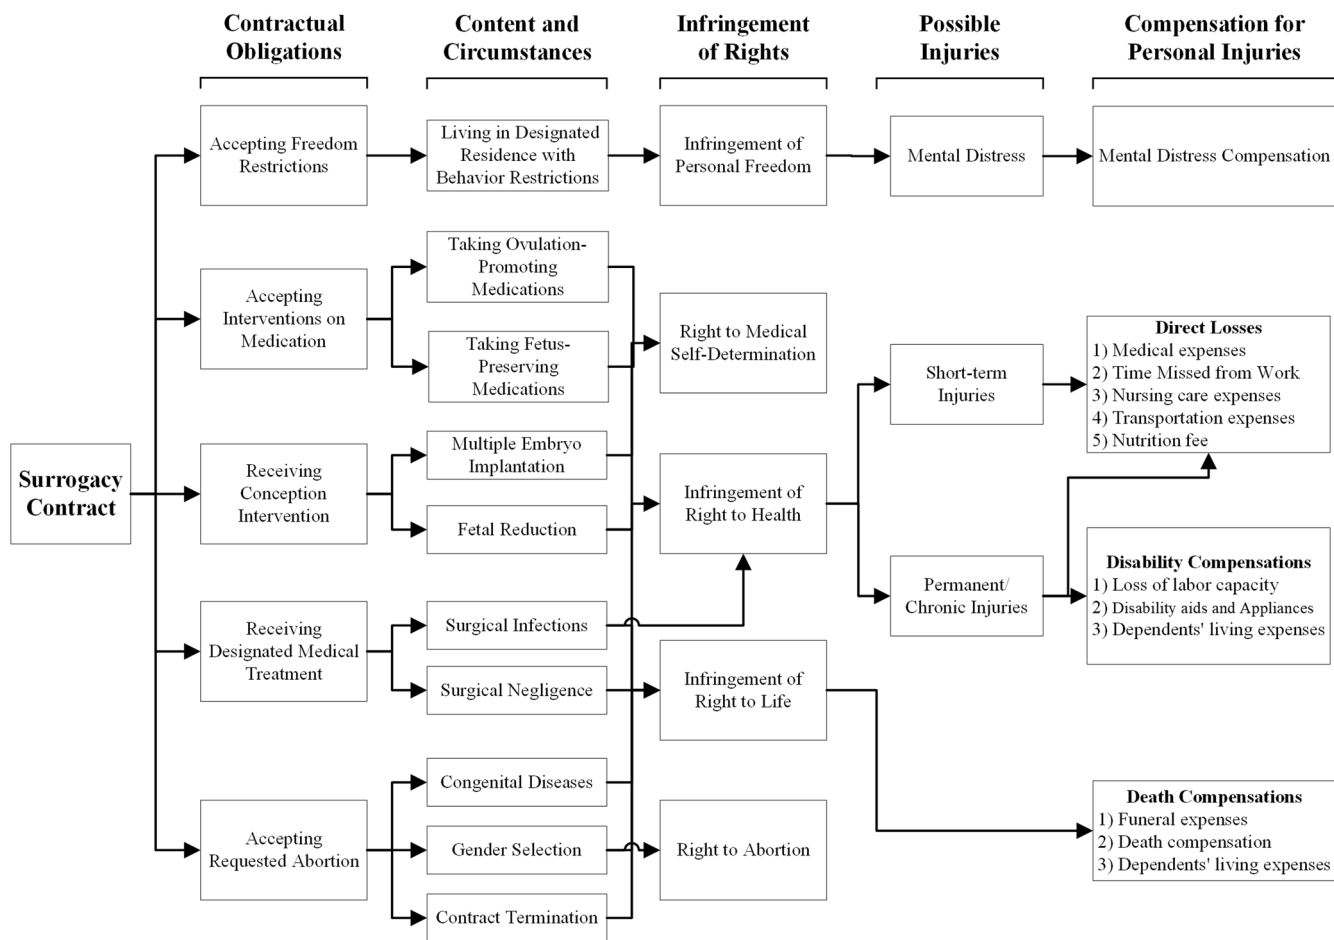 Contractual
Obligations
Content and
Circumstances
Infringement
of Rights
Possible
Injuries
Compensation for
Personal Injuries
Surrogacy
Contract
Accepting Freedom
Restrictions
Living in Designated
Residence with
Behavior Restrictions
Infringement of
Personal Freedom
Mental Distress
Mental Distress Compensation
Accepting
Interventions on
Medication
Taking Ovulation-
Promoting
Medications
Taking Fetus-
Preserving
Medications
Right to Medical
Self-Determination
Receiving
Conception
Intervention
Multiple Embryo
Implantation
Fetal Reduction
Infringement of
Right to Health
Short-term
Injuries
Direct Losses
1) Medical expenses
2) Time Missed from Work
3) Nursing care expenses
4) Transportation expenses
5) Nutrition fee
Permanent/
Chronic Injuries
Disability Compensations
1) Loss of labor capacity
2) Disability aids and Appliances
3) Dependents' living expenses
Receiving
Designated Medical
Treatment
Surgical Infections
Surgical Negligence
Infringement of
Right to Life
Accepting
Requested Abortion
Congenital Diseases
Gender Selection
Contract Termination
Right to Abortion
Death Compensations
1) Funeral expenses
2) Death compensation
3) Dependents' living expenses